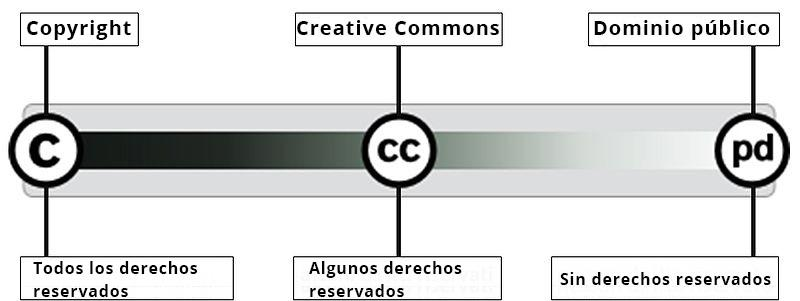 Copyright
Creative Commons
Dominio público
C
cc
pd
Todos los derechos
reservados
Algunos derechos
reservados
Sin derechos reservados